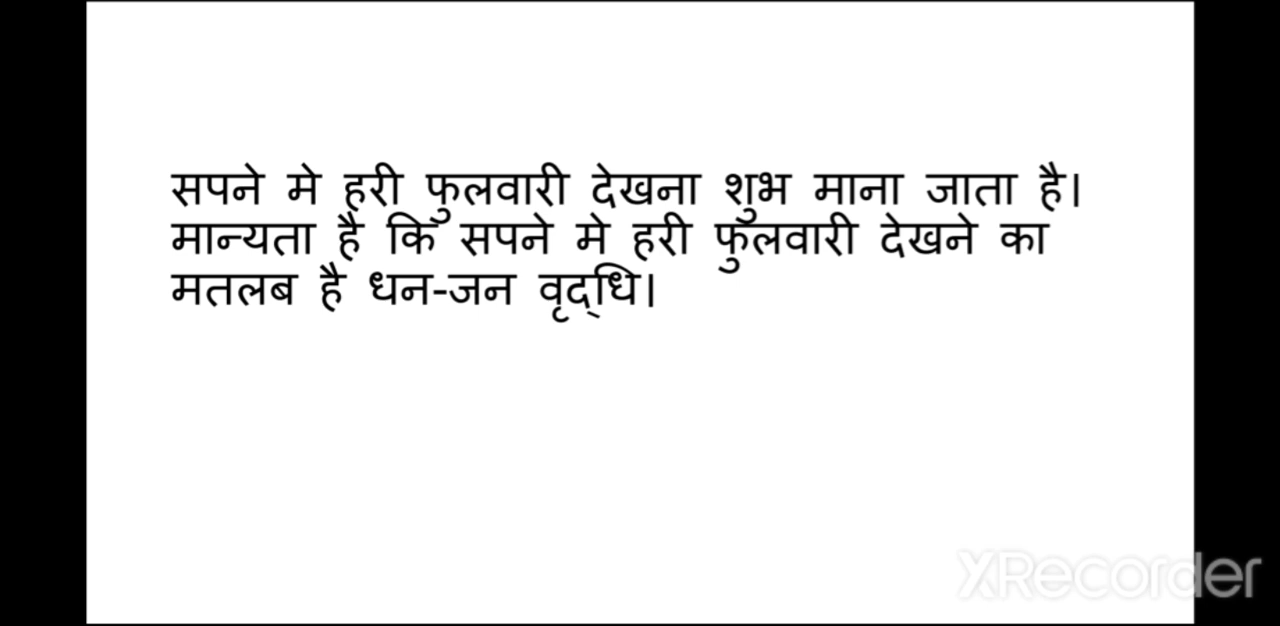 सपने मे हरी फुलवारी देखना शुभ माना जाता है।
मान्यता है कि सपने मे हरी फुलवारी देखने का
मतलब है धन-जन वृद्धि।
XRecorder